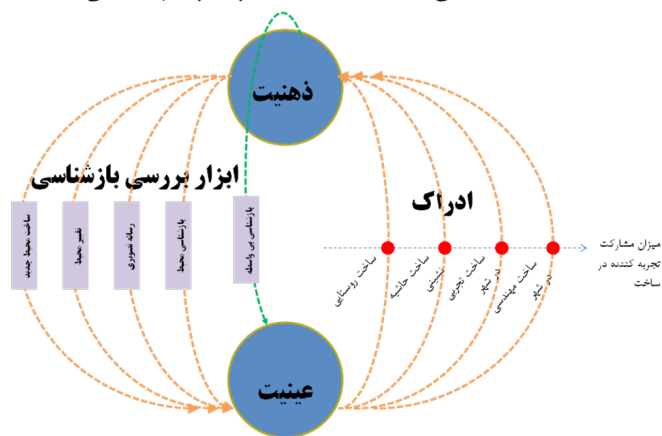 ذهنیت
ابزار بررسی بازشناسی
ادراک
ساخت محیط جدید
تغییر محیط
رسانه تصویری
بازشناسی محیط
بازشناسی بی واسطه
میزان مشارکت
تجربه کننده در
ساخت
ساخت روستایی
ساخت حاشیه
نشینی
ساخت تجربی
در شهر
ساخت مهندسی
در شهر
عینیت